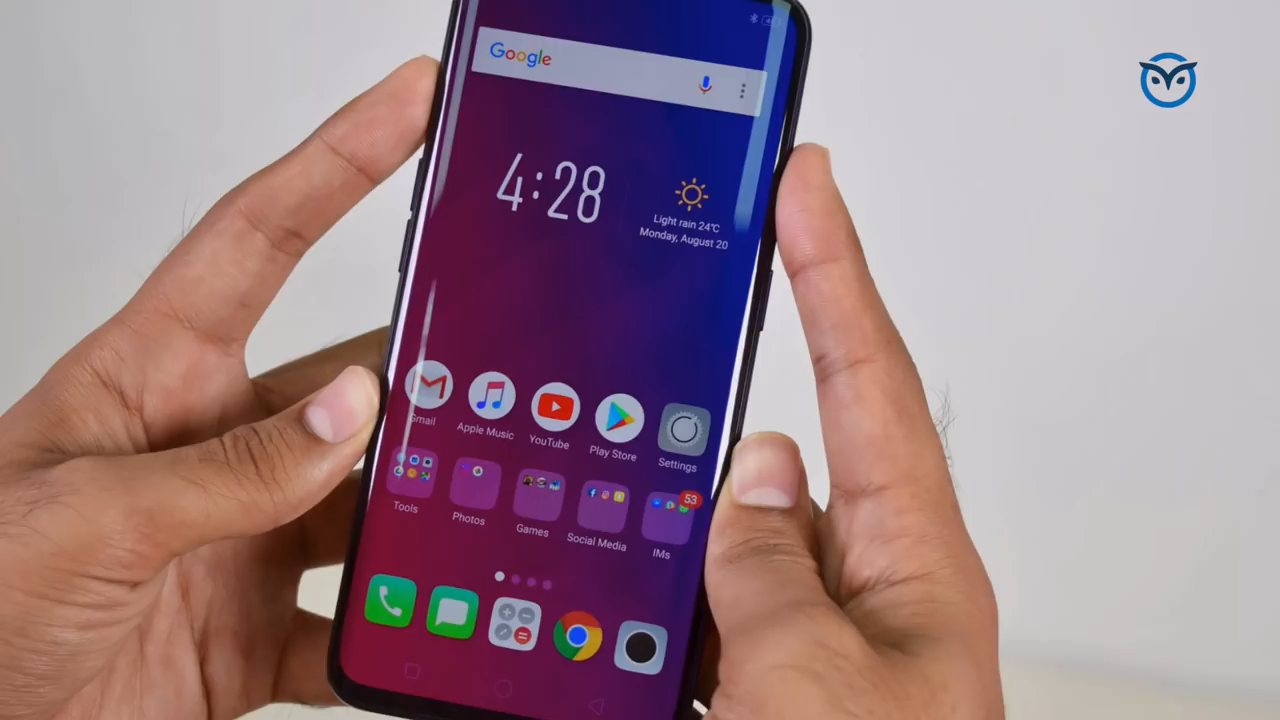 Google
4:28
Light rain 24°C
Monday, August 20
Gmail
Apple Music
YouTube
Play Store
Settings
53
Tools
Photos
Games
Social Media
IMs